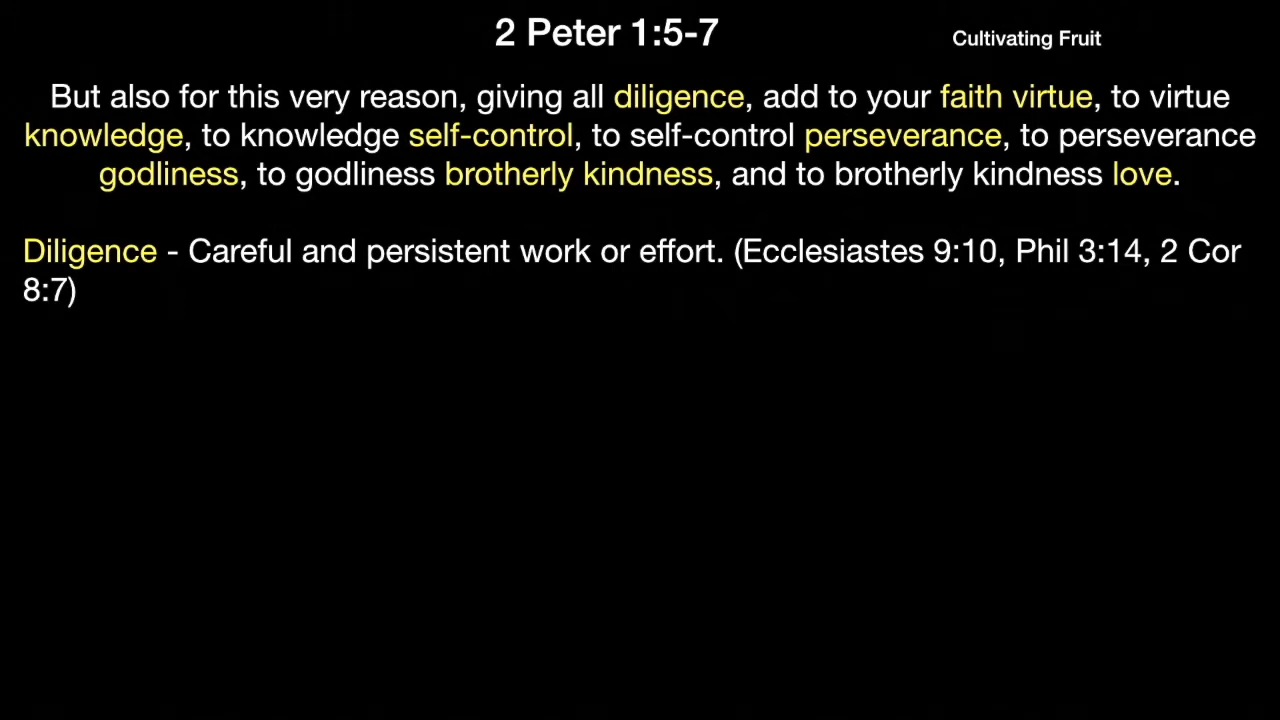 2 Peter 1:5-7
Cultivating Fruit
But also for this very reason, giving all diligence, add to your faith virtue, to virtue
knowledge, to knowledge self-control, to self-control perseverance, to perseverance
godliness, to godliness brotherly kindness, and to brotherly kindness love.
Diligence - Careful and persistent work or effort. (Ecclesiastes 9:10, Phil 3:14, 2 Cor
8:7)